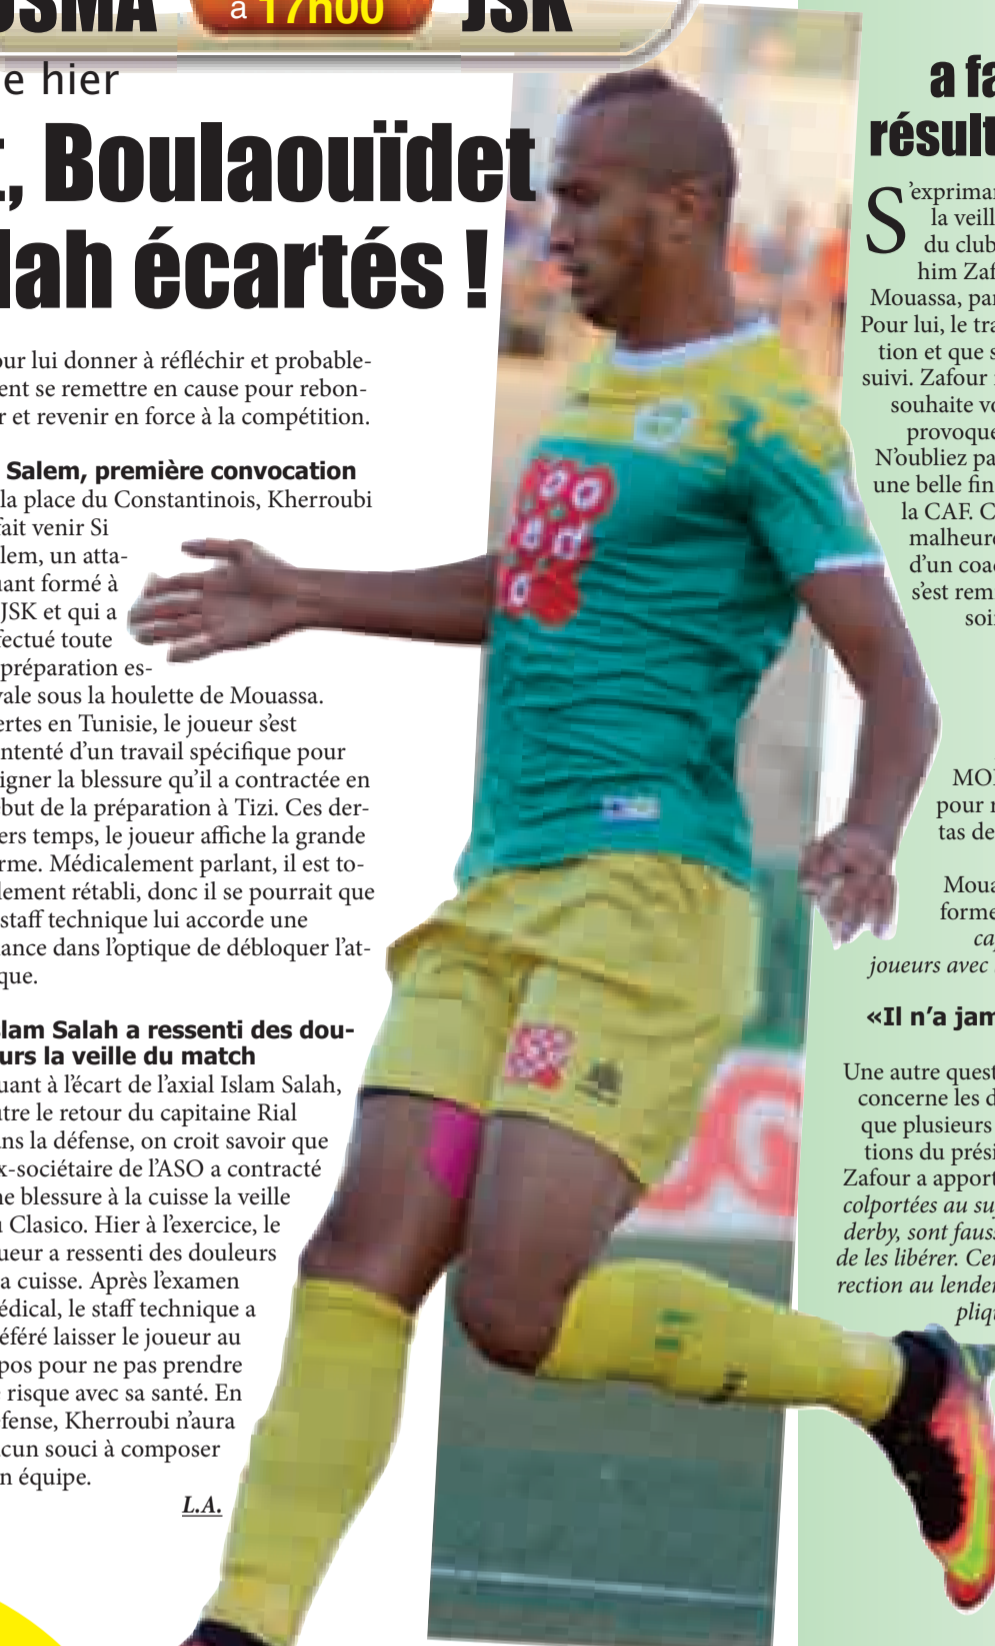 USMA
à 17h00
JSK
e hier
, Boulaouïdet
lah écartés !
our lui donner à réfléchir et probable-
ent se remettre en cause pour rebon-
r et revenir en force à la compétition.
Salem, première convocation
la place du Constantinois, Kherroubi
fait venir Si
lem, un atta-
uant formé à
JSK et qui a
fectué toute
préparation es-
vale sous la houlette de Mouassa.
ertes en Tunisie, le joueur s’est
ntenté d’un travail spécifique pour
igner la blessure qu’il a contractée en
but de la préparation à Tizi. Ces der-
ers temps, le joueur affiche la grande
rme. Médicalement parlant, il est to-
lement rétabli, donc il se pourrait que
staff technique lui accorde une
ance dans l’optique de débloquer l’at-
que.
slam Salah a ressenti des dou-
urs la veille du match
uant à l’écart de l’axial Islam Salah,
utre le retour du capitaine Rial
ans la défense, on croit savoir que
x-sociétaire de l’ASO a contracté
ne blessure à la cuisse la veille
u Clasico. Hier à l’exercice, le
ueur a ressenti des douleurs
a cuisse. Après l’examen
édical, le staff technique a
éféré laisser le joueur au
pos pour ne pas prendre
risque avec sa santé. En
fense, Kherroubi n’aura
cun souci à composer
n équipe.
L.A.
a fa
résult
S’exprimar
la veill
du club
him Zaf
Mouassa, par
Pour lui, le tra
tion et que s
suivi. Zafour
souhaite vo
provoque
N’oubliez pa
une belle fin
la CAF. C
malheure
d’un coa
s’est rem
soi
MO
pour
tas de
Moua
forme
ca
joueurs avec
«Il n’a jam
Une autre quest
concerne les d
que plusieurs
tions du prési
Zafour a apport
colportées au su
derby, sont fauss
de les libérer. Cer
rection au lender
pliq